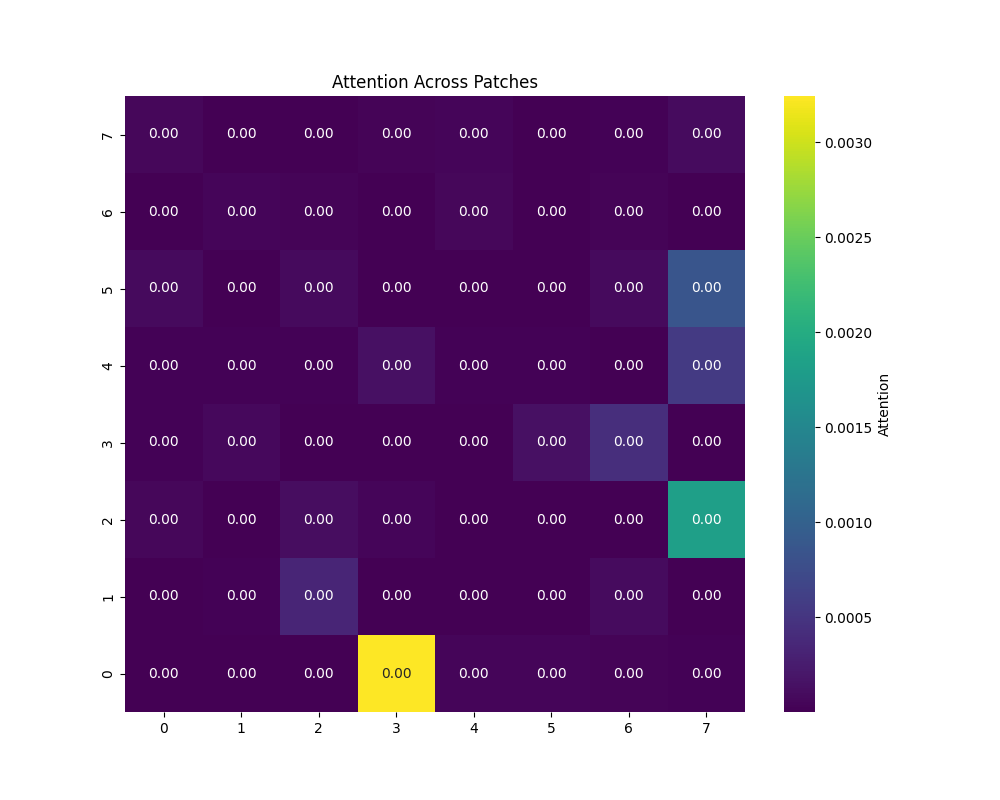 Attention Across Patches
7 0.00 0.00 0.00 0.00 0.00 0.00 0.00 0.00
6 0.00 0.00 0.00 0.00 0.00 0.00 0.00 0.00
5 0.00 0.00 0.00 0.00 0.00 0.00 0.00 0.00
4 0.00 0.00 0.00 0.00 0.00 0.00 0.00 0.00
3 0.00 0.00 0.00 0.00 0.00 0.00 0.00 0.00
2 0.00 0.00 0.00 0.00 0.00 0.00 0.00 0.00
1 0.00 0.00 0.00 0.00 0.00 0.00 0.00 0.00
0 0.00 0.00 0.00 0.00 0.00 0.00 0.00 0.00
0 1 2 3 4 5 6 7
0.0030
0.0025
0.0020
0.0015
0.0010
0.0005
Attention